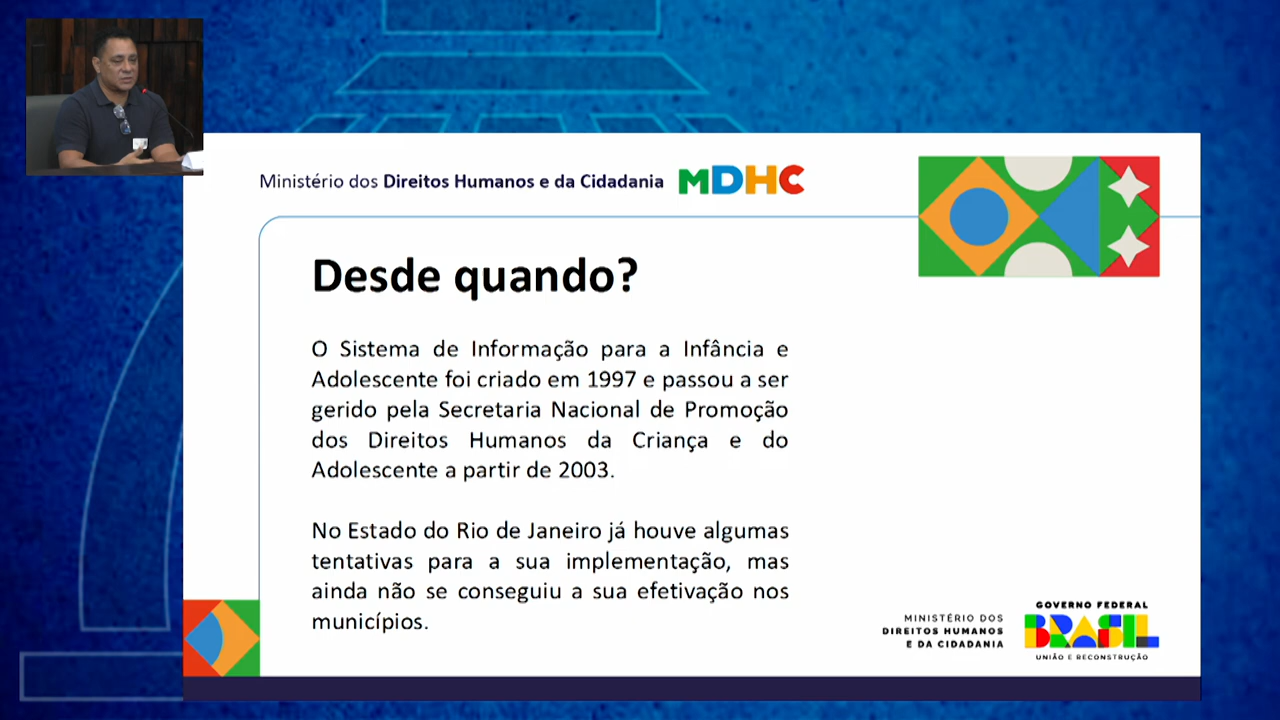 Ministério dos Direitos Humanos e da Cidadania MDHC
Desde quando?
O Sistema de Informação para a Infância e
Adolescente foi criado em 1997 e passou a ser
gerido pela Secretaria Nacional de Promoção
dos Direitos Humanos da Criança e do
Adolescente a partir de 2003.
No Estado do Rio de Janeiro já houve algumas
tentativas para a sua implementação, mas
ainda não se conseguiu a sua efetivação nos
municípios.
MINISTÉRIO DOS
DIREITOS HUMANOS
E DA CIDADANIA
GOVERNO FEDERAL
BRASIL
UNIÃO E RECONSTRUÇÃO